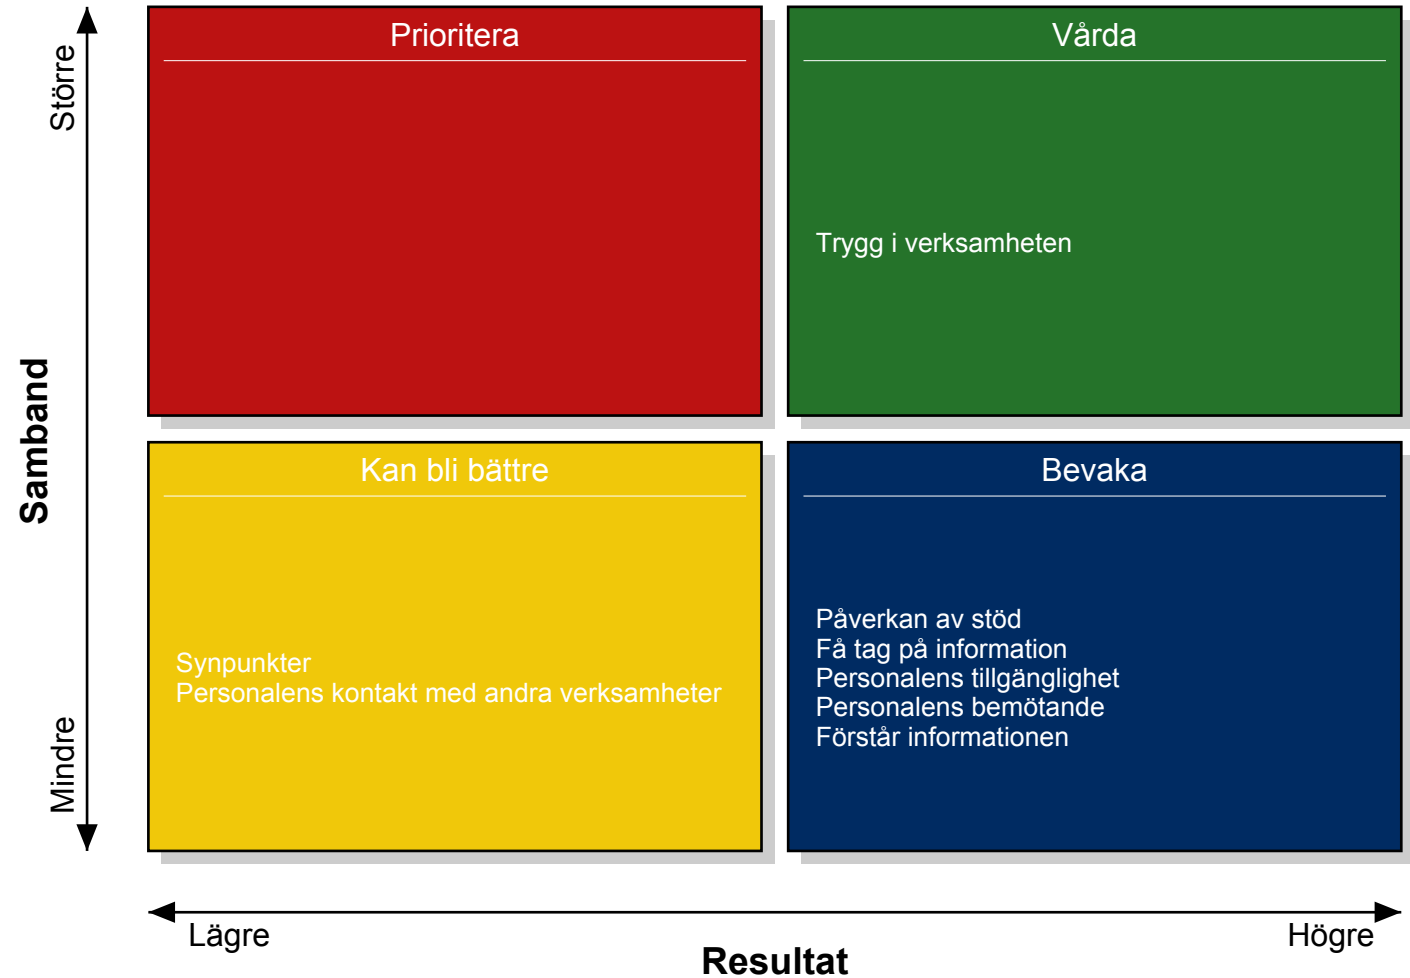 Större
Samband
Mindre
Prioritera
Vårda
Trygg i verksamheten
Kan bli bättre
Synpunkter
Personalens kontakt med andra verksamheter
Bevaka
Påverkan av stöd
Få tag på information
Personalens tillgänglighet
Personalens bemötande
Förstår informationen
Lägre
Högre
Resultat